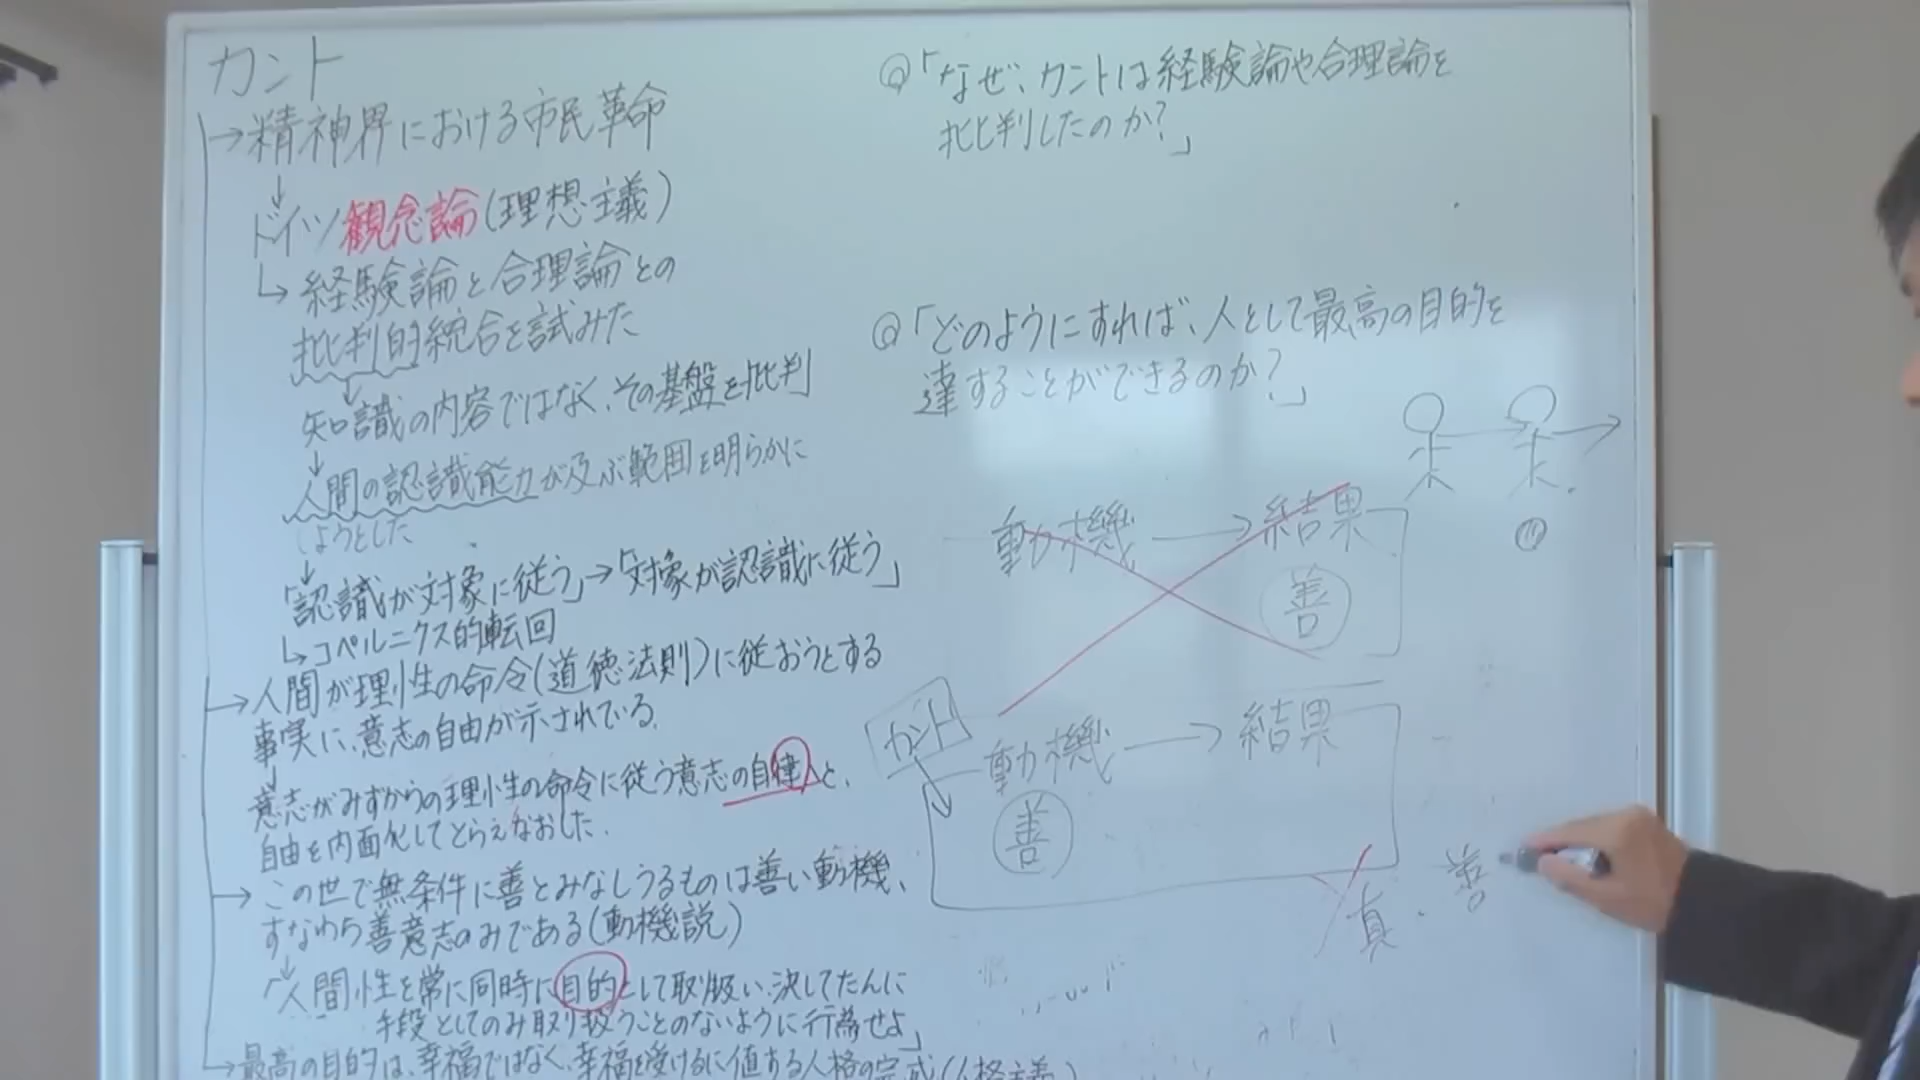 カント
→精神界における市民革命
↓
ドイツ観念論(理想主義)
↳経験論と合理論との
批判的統合を試みた
↓
知識の内容ではなく、その基盤を批判
↓
人間の認識能力が及ぶ範囲を明らかに
しようとした
↓
「認識が対象に従う」→「対象が認識に従う」
↳コペルニクス的転回
→人間が理性の命令(道徳法則)に従おうとする
事実に、意志の自由が示されている。
↓
意志がみずからの理性の命令に従う意志の自律と、
自由を内面化してとらえなおした。
→この世で無条件に善とみなしうるものは善い動機、
すなわち善意志のみである(動機説)
↓
「人間性を常に同時に目的として取り扱い、決してたんに
手段としてのみ取り扱うことのないように行為せよ」
→最高の目的は、幸福ではなく、幸福を受けるに値する人格の完成(人格主義)
Q「なぜ、カントは経験論や合理論を
批判したのか?」
Q「どのようにすれば、人として最高の目的を
達することができるのか?」
動機→結果
善
カント
動機→結果
善
真・善